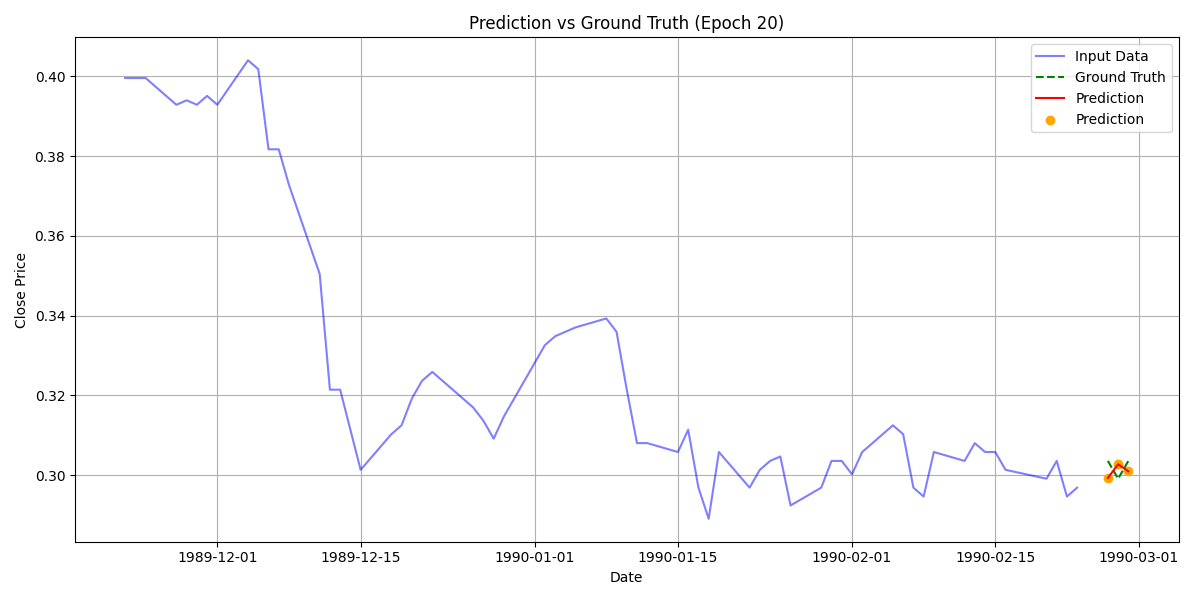 Prediction vs Ground Truth (Epoch 20)
Input Data
Ground Truth
Prediction
Prediction
Close Price
0.40
0.38
0.36
0.34
0.32
0.30
1989-12-01
1989-12-15
1990-01-01
1990-01-15
1990-02-01
1990-02-15
1990-03-01
Date